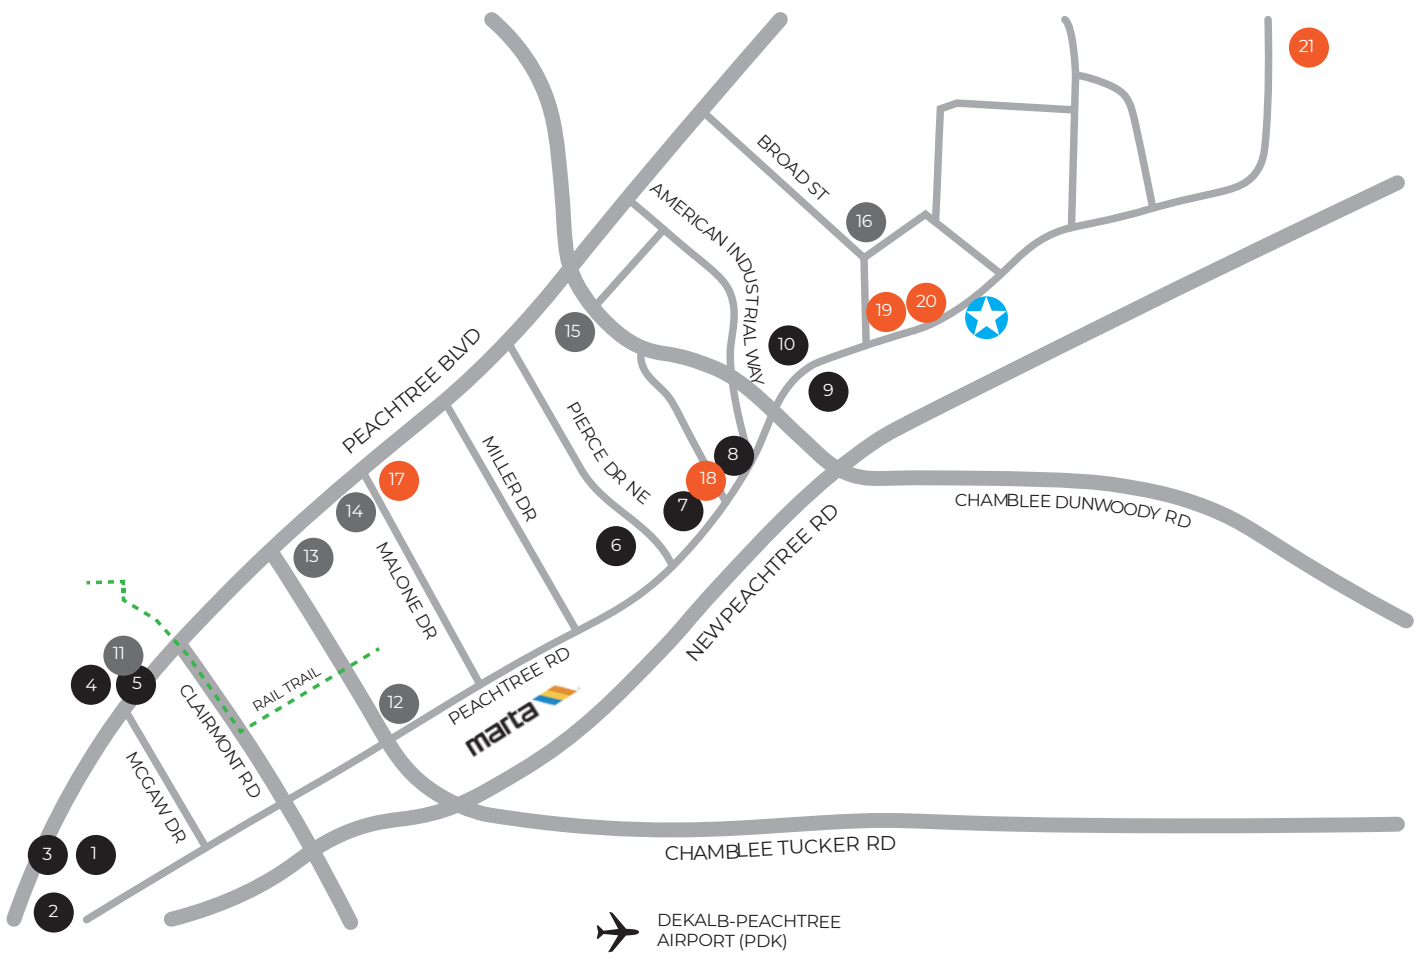 21
BROAD ST
AMERICAN INDUSTRIAL WAY
16
19
20
15
10
9
PEACHTREE BLVD
PIERCE DR NE
MILLER DR
8
18
17
7
14
13
6
MALONE DR
CHAMBLEE DUNWOODY RD
NEW PEACHTREE RD
11
4
5
RAIL TRAIL
12
PEACHTREE RD
marta
CLAIRMONT RD
MCGAW DR
3
1
2
CHAMBLEE TUCKER RD
DEKALB-PEACHTREE
AIRPORT (PDK)